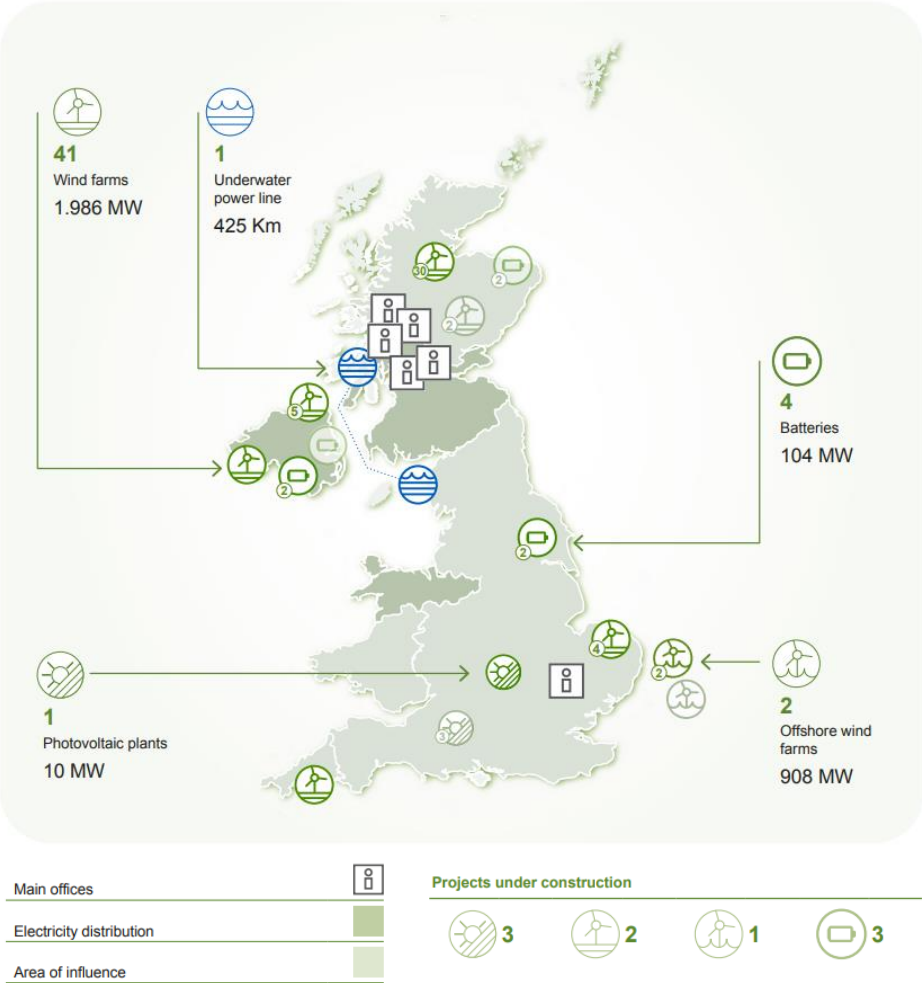 41
Wind farms
1.986 MW
1
Underwater
power line
425 Km
30
2
2
5
2
4
Batteries
104 MW
2
4
2
1
Photovoltaic plants
10 MW
3
2
Offshore wind
farms
908 MW
Main offices
Electricity distribution
Area of influence
Projects under construction
3
2
1
3